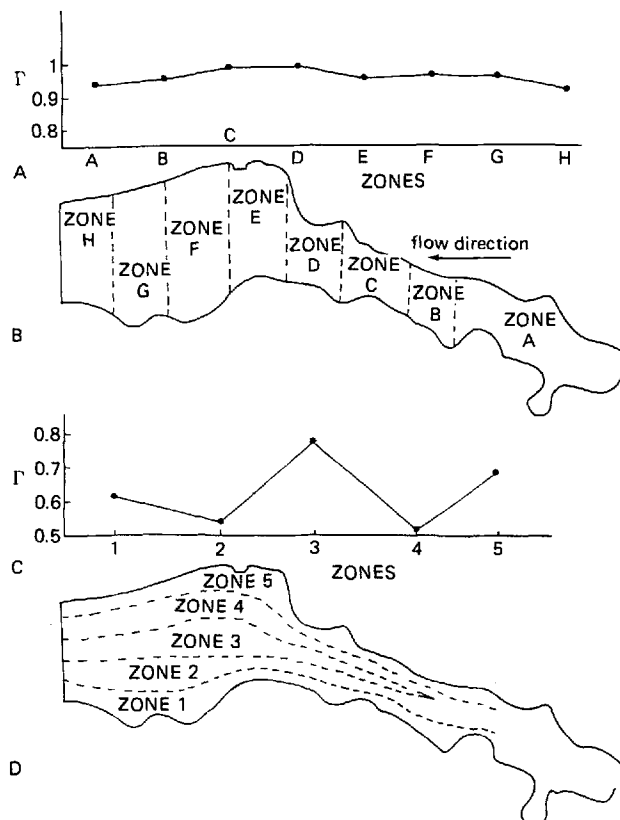 Γ
1
0.9
0.8
A B C D E F G H
ZONES
A
ZONE H
ZONE G
ZONE F
ZONE E
ZONE D
ZONE C
ZONE B
ZONE A
flow direction
B
Γ
0.8
0.7
0.6
0.5
1 2 3 4 5
ZONES
C
ZONE 5
ZONE 4
ZONE 3
ZONE 2
ZONE 1
D